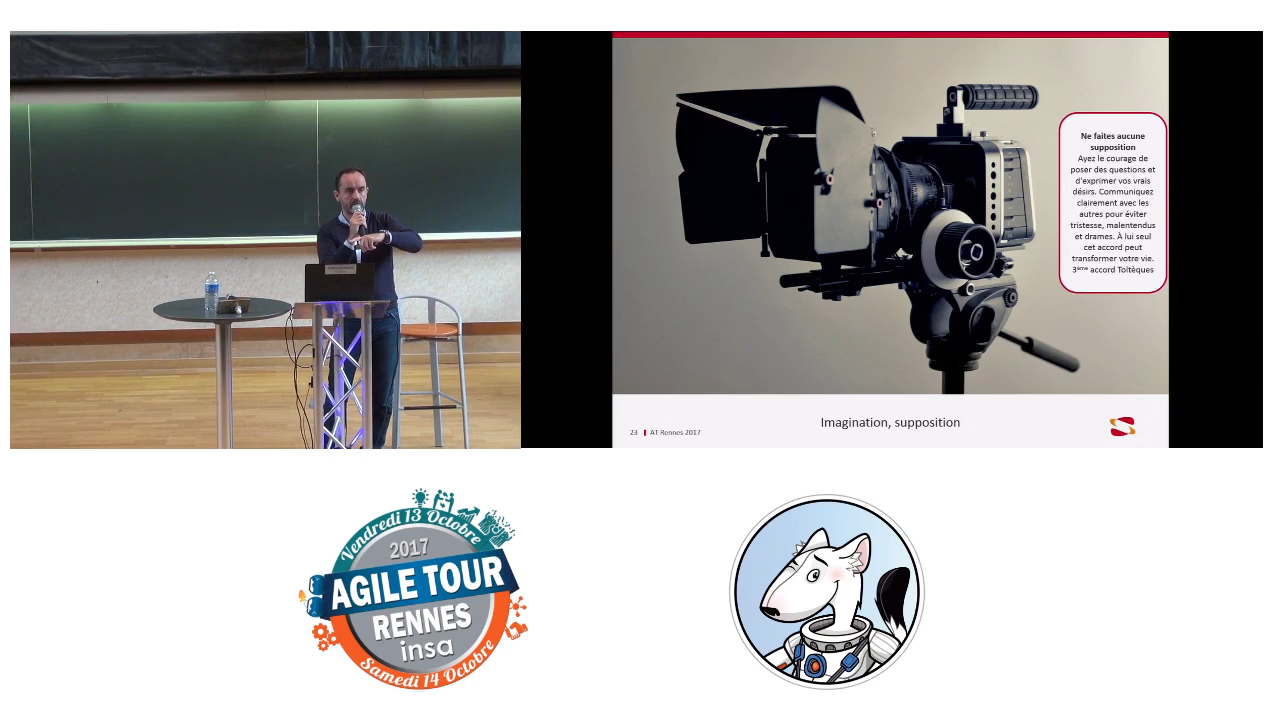 Ne faites aucune
supposition
Ayez le courage de
poser des questions et
d'exprimer vos vrais
désirs. Communiquez
clairement avec les
autres pour éviter
tristesse, malentendus
et drames. À lui seul
cet accord peut
transformer votre vie.
3ème accord Toltèques
Imagination, supposition
23 AT Rennes 2017
Vendredi 13 Octobre
2017
AGILE TOUR
RENNES
insa
Samedi 14 Octobre